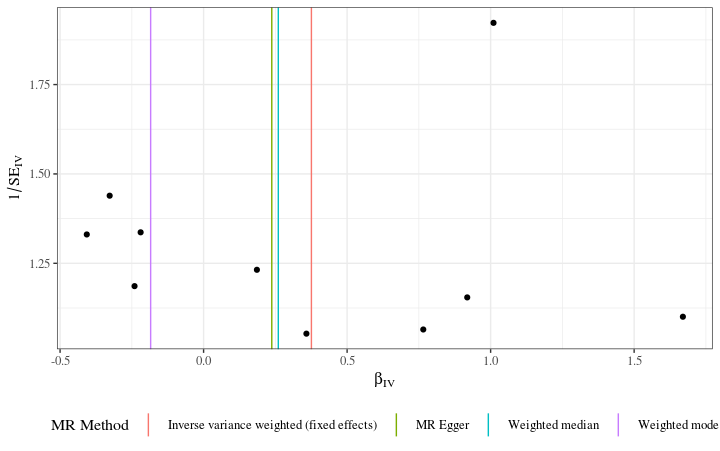 1.75
1.50
1.25
1/SE_IV
-0.5 0.0 0.5 1.0 1.5
β_IV
MR Method Inverse variance weighted (fixed effects) MR Egger Weighted median Weighted mode